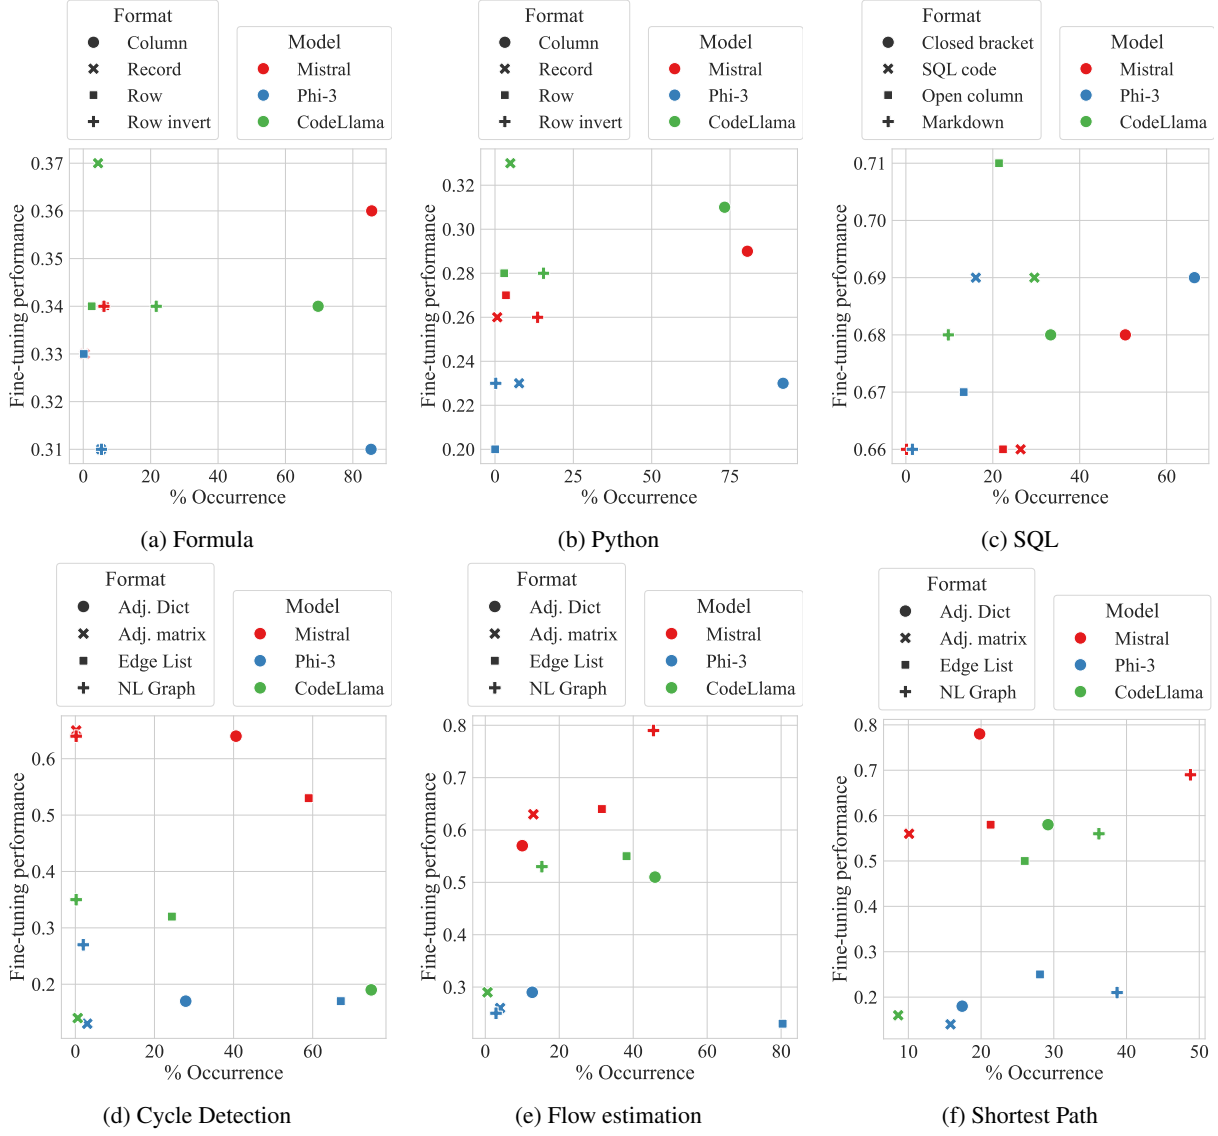 Format
Column
Record
Row
Row invert
Model
Mistral
Phi-3
CodeLlama
Fine-tuning performance
0.37
0.36
0.35
0.34
0.33
0.32
0.31
0 20 40 60 80
% Occurrence
(a) Formula
Format
Column
Record
Row
Row invert
Model
Mistral
Phi-3
CodeLlama
Fine-tuning performance
0.32
0.30
0.28
0.26
0.24
0.22
0.20
0 25 50 75
% Occurrence
(b) Python
Format
Closed bracket
SQL code
Open column
Markdown
Model
Mistral
Phi-3
CodeLlama
Fine-tuning performance
0.71
0.70
0.69
0.68
0.67
0.66
0 20 40 60
% Occurrence
(c) SQL
Format
Adj. Dict
Adj. matrix
Edge List
NL Graph
Model
Mistral
Phi-3
CodeLlama
Fine-tuning performance
0.6
0.5
0.4
0.3
0.2
0 20 40 60
% Occurrence
(d) Cycle Detection
Format
Adj. Dict
Adj. matrix
Edge List
NL Graph
Model
Mistral
Phi-3
CodeLlama
Fine-tuning performance
0.8
0.7
0.6
0.5
0.4
0.3
0 20 40 60 80
% Occurrence
(e) Flow estimation
Format
Adj. Dict
Adj. matrix
Edge List
NL Graph
Model
Mistral
Phi-3
CodeLlama
Fine-tuning performance
0.8
0.7
0.6
0.5
0.4
0.3
0.2
10 20 30 40 50
% Occurrence
(f) Shortest Path